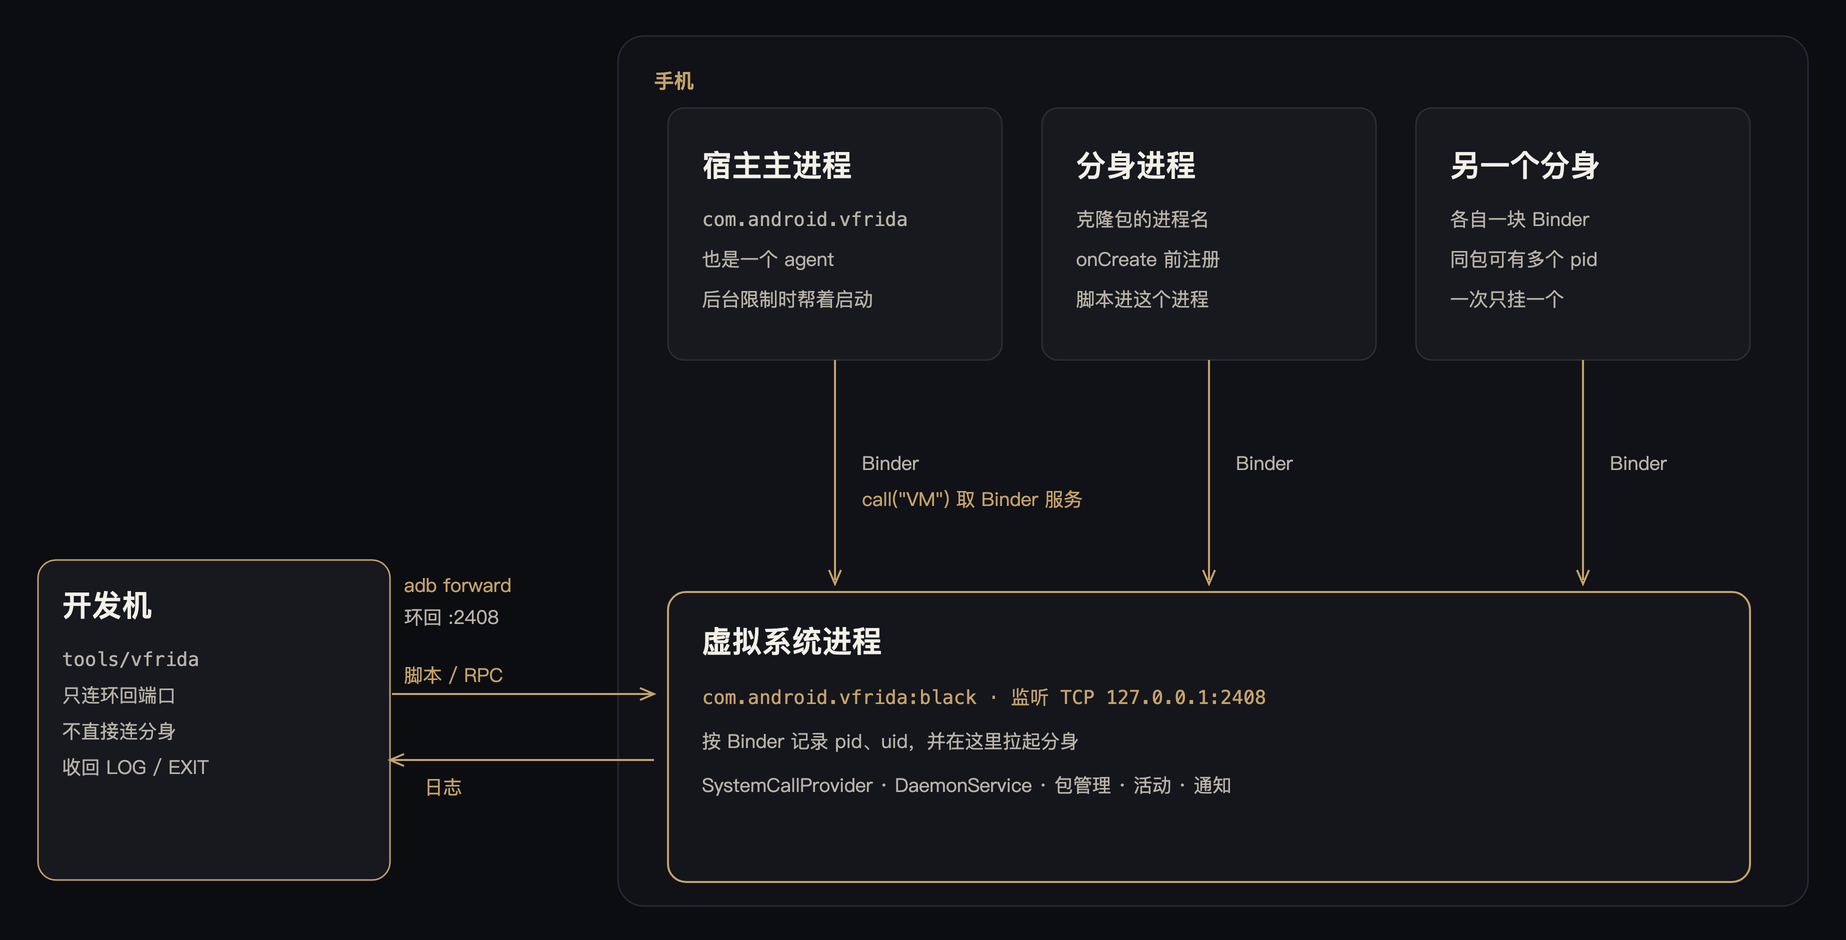 手机
宿主主进程
com.android.vfrida
也是一个 agent
后台限制时帮着启动
分身进程
克隆包的进程名
onCreate 前注册
脚本进这个进程
另一个分身
各自一块 Binder
同包可有多个 pid
一次只挂一个
Binder
call("VM") 取 Binder 服务
Binder
Binder
开发机
tools/vfrida
只连环回端口
不直接连分身
收回 LOG / EXIT
adb forward
环回 :2408
脚本 / RPC
日志
虚拟系统进程
com.android.vfrida:black · 监听 TCP 127.0.0.1:2408
按 Binder 记录 pid、uid，并在这里拉起分身
SystemCallProvider · DaemonService · 包管理 · 活动 · 通知